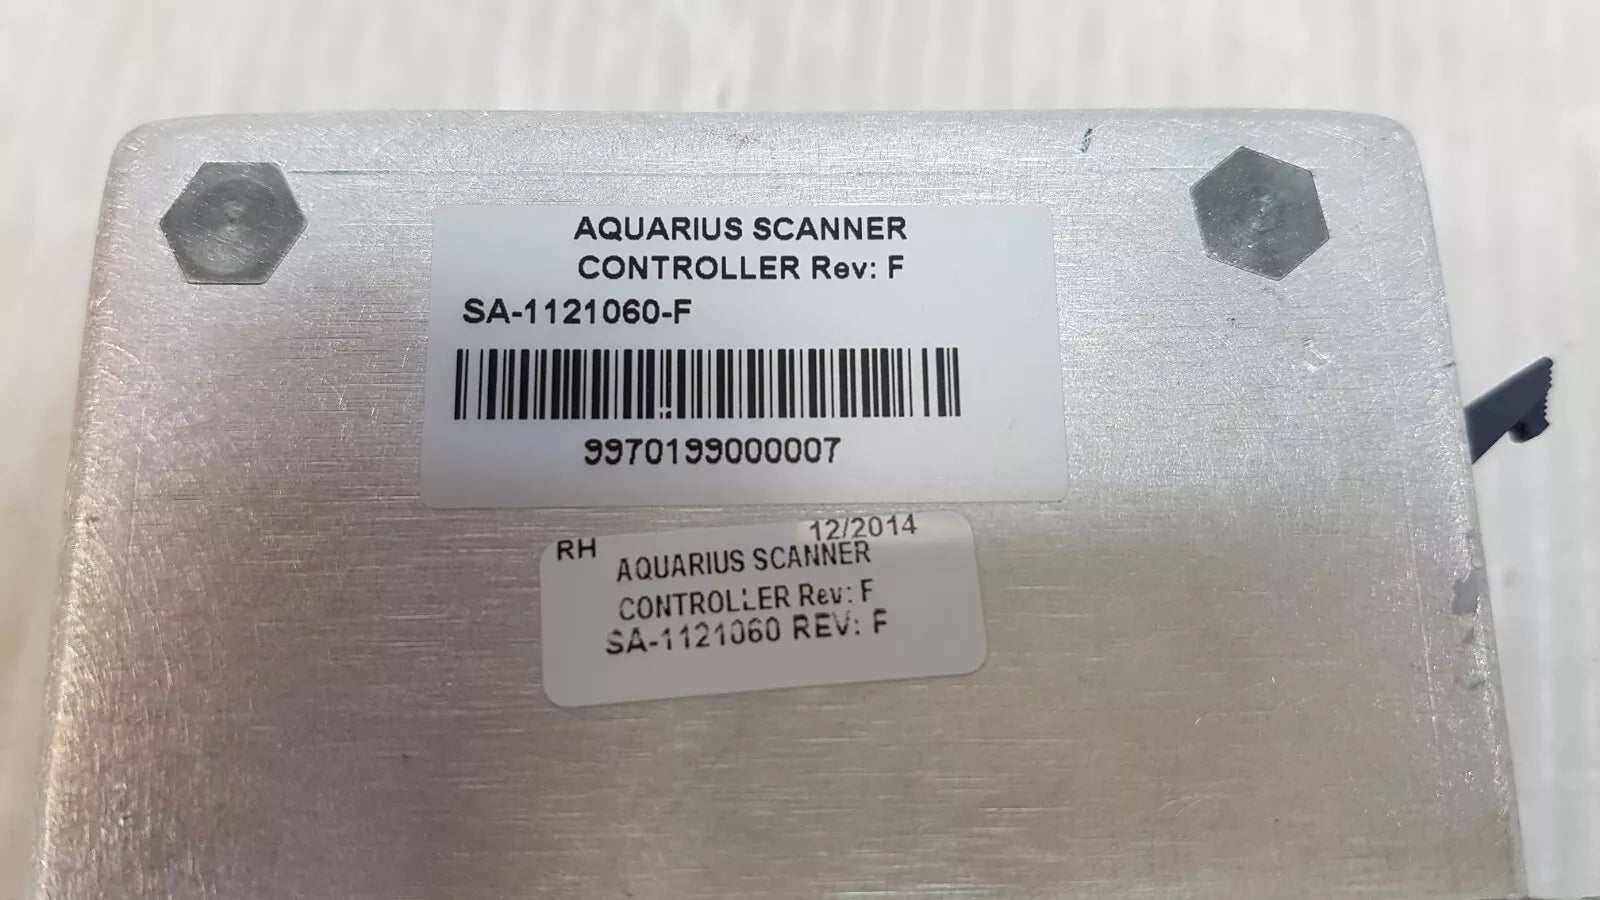 AQUARIUS SCANNER
CONTROLLER Rev: F
SA-1121060-F
9970199000007
RH 12/2014
AQUARIUS SCANNER
CONTROLLER Rev: F
SA-1121060 REV: F